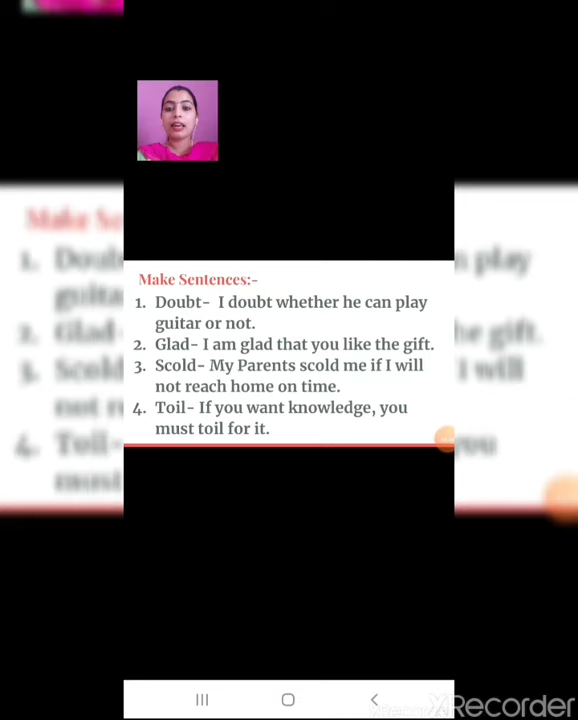 Make Sentences:-
1. Doubt- I doubt whether he can play
guitar or not.
2. Glad- I am glad that you like the gift.
3. Scold- My Parents scold me if I will
not reach home on time.
4. Toil- If you want knowledge, you
must toil for it.
XRecorder